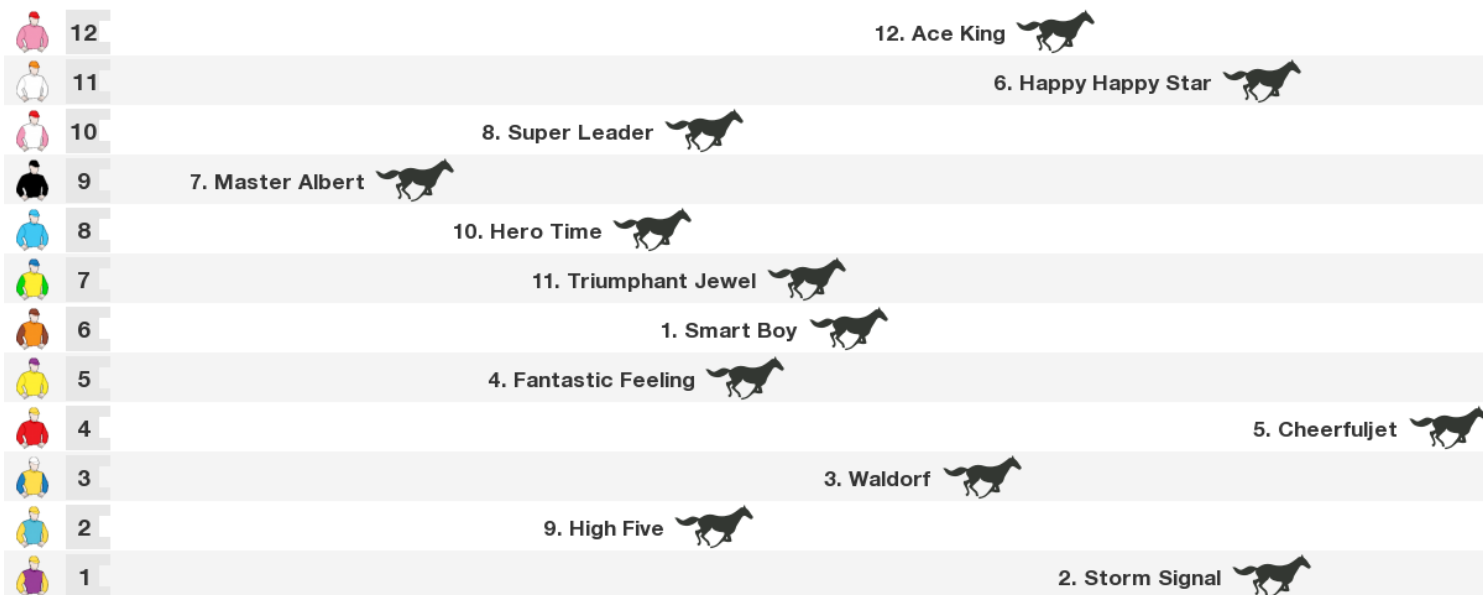 12 12. Ace King
11 6. Happy Happy Star
10 8. Super Leader
9 7. Master Albert
8 10. Hero Time
7 11. Triumphant Jewel
6 1. Smart Boy
5 4. Fantastic Feeling
4 5. Cheerfuljet
3 3. Waldorf
2 9. High Five
1 2. Storm Signal